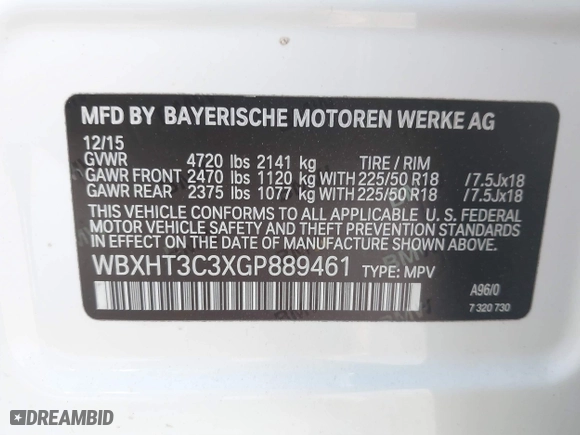 MFD BY BAYERISCHE MOTOREN WERKE AG
12/15
GVWR 4720 lbs 2141 kg TIRE / RIM
GAWR FRONT 2470 lbs 1120 kg WITH 225/50 R18 /7.5Jx18
GAWR REAR 2375 lbs 1077 kg WITH 225/50 R18 /7.5Jx18
THIS VEHICLE CONFORMS TO ALL APPLICABLE U.S. FEDERAL
MOTOR VEHICLE SAFETY AND THEFT PREVENTION STANDARDS
IN EFFECT ON THE DATE OF MANUFACTURE SHOWN ABOVE.
WBXHT3C3XGP889461 TYPE: MPV
A96/0
7 320 730
DREAMBID